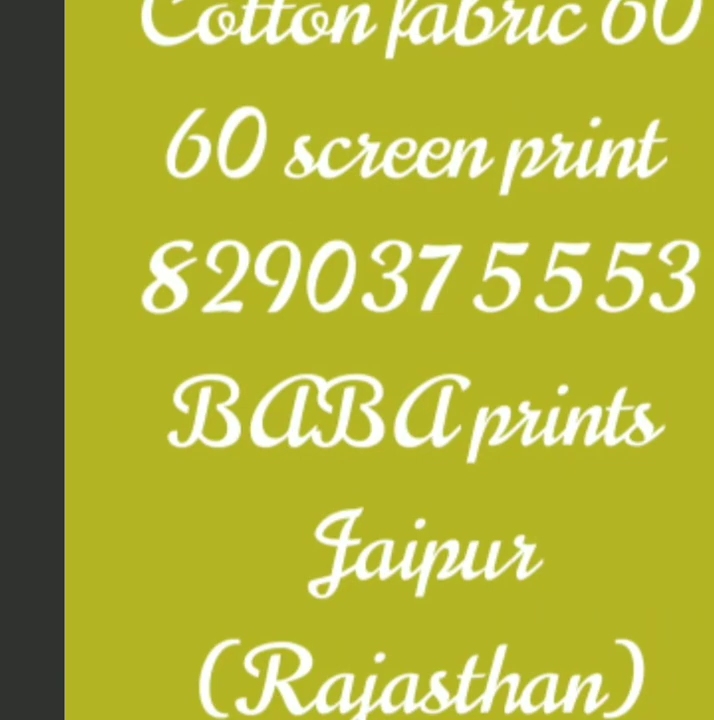 Cotton fabric 60
60 screen print
8290375553
BABA prints
Jaipur
(Rajasthan)